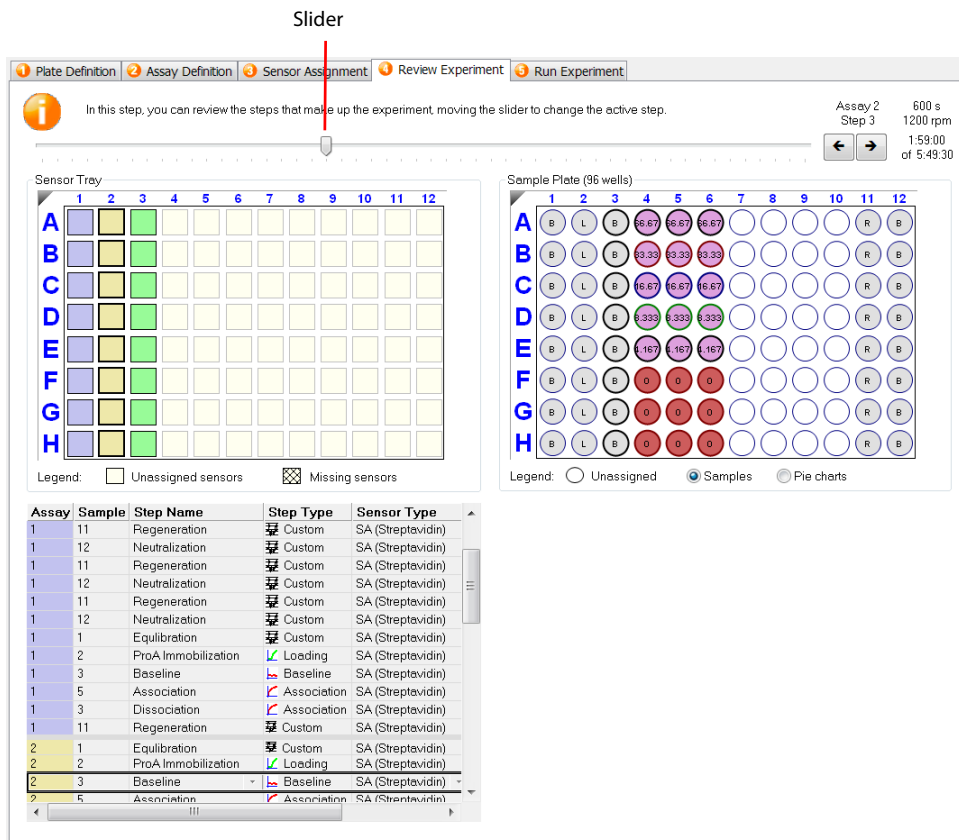 Slider
1 Plate Definition 2 Assay Definition 3 Sensor Assignment 4 Review Experiment 5 Run Experiment
In this step, you can review the steps that make up the experiment, moving the slider to change the active step.
Assay 2 600 s
Step 3 1200 rpm
1:59:00
of 5:49:30
Sensor Tray
1 2 3 4 5 6 7 8 9 10 11 12
A
B
C
D
E
F
G
H
Legend: Unassigned sensors Missing sensors
Sample Plate (96 wells)
1 2 3 4 5 6 7 8 9 10 11 12
A B L B 66.67 66.67 66.67 R B
B B L B 33.33 33.33 33.33 R B
C B L B 16.67 16.67 16.67 R B
D B L B 8.333 8.333 8.333 R B
E B L B 4.167 4.167 4.167 R B
F B L B 0 0 0 R B
G B L B 0 0 0 R B
H B L B 0 0 0 R B
Legend: Unassigned Samples Pie charts
Assay Sample Step Name Step Type Sensor Type
1 11 Regeneration Custom SA (Streptavidin)
1 12 Neutralization Custom SA (Streptavidin)
1 11 Regeneration Custom SA (Streptavidin)
1 12 Neutralization Custom SA (Streptavidin)
1 11 Regeneration Custom SA (Streptavidin)
1 12 Neutralization Custom SA (Streptavidin)
1 1 Equlibration Custom SA (Streptavidin)
1 2 ProA Immobilization Loading SA (Streptavidin)
1 3 Baseline Baseline SA (Streptavidin)
1 5 Association Association SA (Streptavidin)
1 3 Dissociation Association SA (Streptavidin)
1 11 Regeneration Custom SA (Streptavidin)
2 1 Equlibration Custom SA (Streptavidin)
2 2 ProA Immobilization Loading SA (Streptavidin)
2 3 Baseline Baseline SA (Streptavidin)
2 5 Association Association SA (Streptavidin)